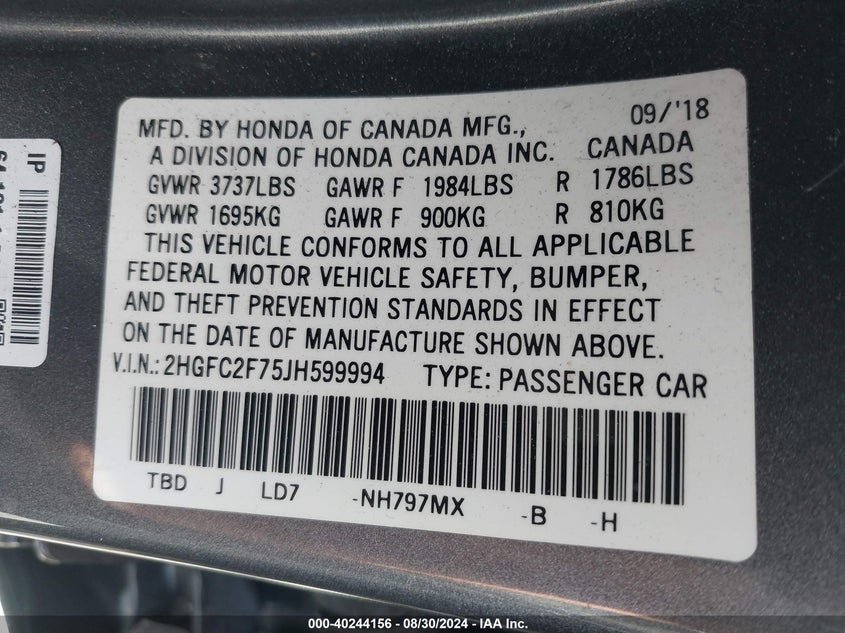 09/'18
MFD. BY HONDA OF CANADA MFG.,
A DIVISION OF HONDA CANADA INC. CANADA
GVWR 3737LBS GAWR F 1984LBS R 1786LBS
GVWR 1695KG GAWR F 900KG R 810KG
THIS VEHICLE CONFORMS TO ALL APPLICABLE
FEDERAL MOTOR VEHICLE SAFETY, BUMPER,
AND THEFT PREVENTION STANDARDS IN EFFECT
ON THE DATE OF MANUFACTURE SHOWN ABOVE.
V.I.N.: 2HGFC2F75JH599994 TYPE: PASSENGER CAR
TBD J LD7 -NH797MX -B -H
IP
000-40244156 - 08/30/2024 - IAA Inc.